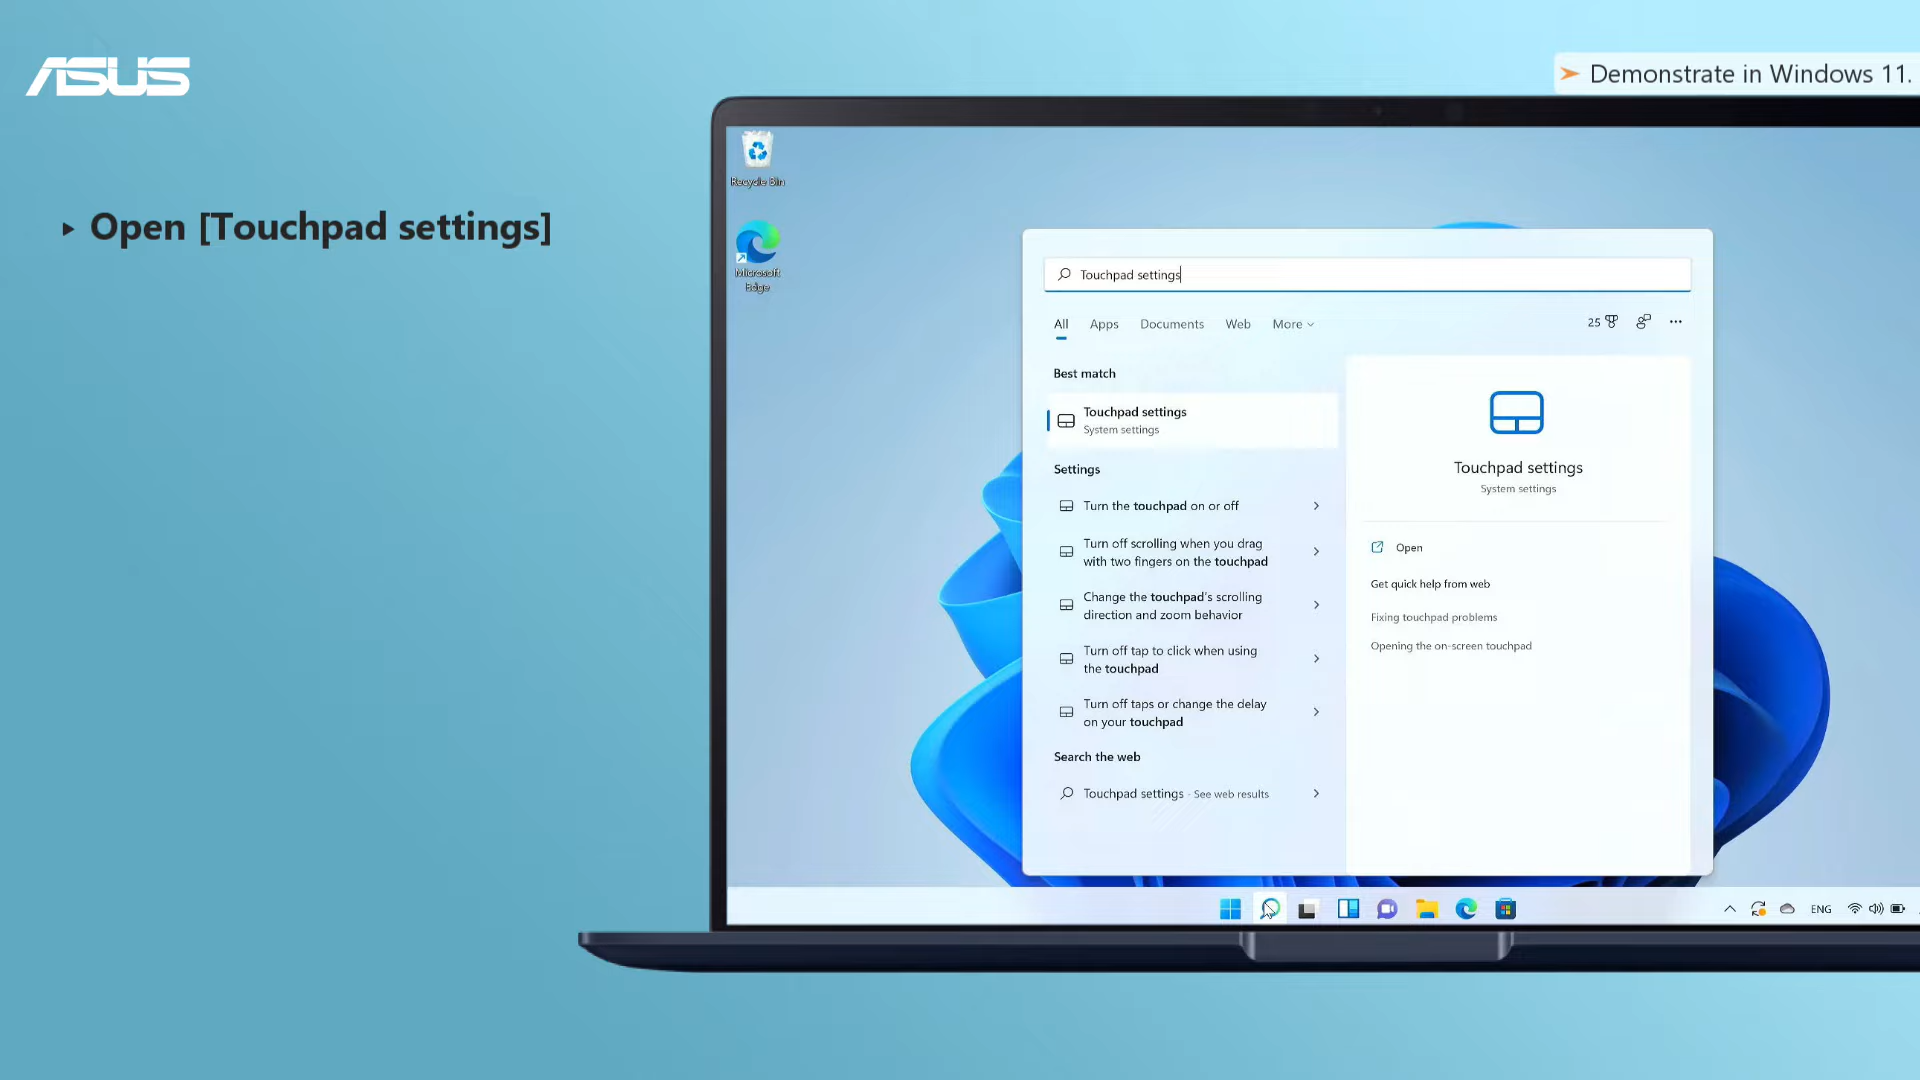 ASUS
Demonstrate in Windows 11.
Open [Touchpad settings]
Recycle Bin
Microsoft
Edge
Touchpad settings
All
Apps
Documents
Web
More
25
Best match
Touchpad settings
System settings
Settings
Turn the touchpad on or off
Turn off scrolling when you drag
with two fingers on the touchpad
Change the touchpad's scrolling
direction and zoom behavior
Turn off tap to click when using
the touchpad
Turn off taps or change the delay
on your touchpad
Search the web
Touchpad settings - See web results
Touchpad settings
System settings
Open
Get quick help from web
Fixing touchpad problems
Opening the on-screen touchpad
ENG